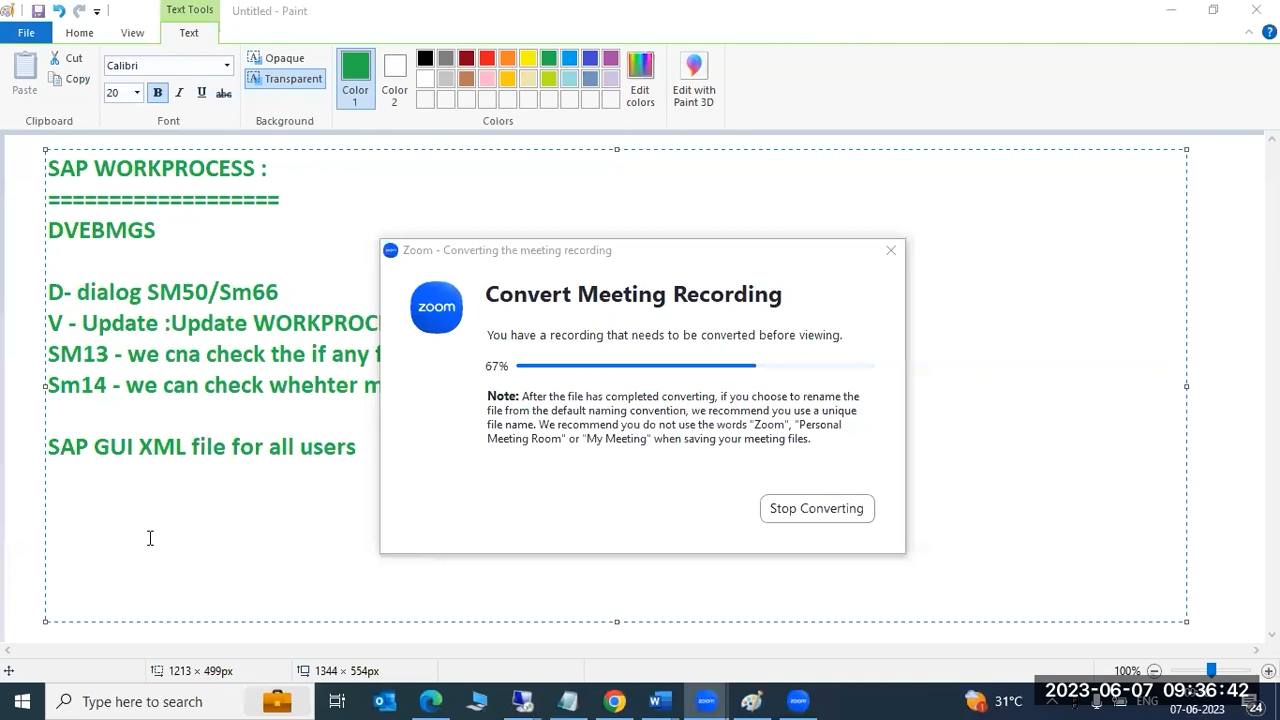 Text Tools
Untitled - Paint
File
Home
View
Text
Paste
Cut
Copy
Clipboard
Calibri
20
B
I
U
abc
Font
Opaque
Transparent
Background
Color
1
Color
2
Edit
colors
Colors
Edit with
Paint 3D
SAP WORKPROCESS :
===================
DVEBMGS
D- dialog SM50/Sm66
V - Update :Update WORKPROC
SM13 - we cna check the if any
Sm14 - we can check whehter m
SAP GUI XML file for all users
Zoom - Converting the meeting recording
zoom
Convert Meeting Recording
You have a recording that needs to be converted before viewing.
67%
Note: After the file has completed converting, if you choose to rename the
file from the default naming convention, we recommend you use a unique
file name. We recommend you do not use the words "Zoom", "Personal
Meeting Room" or "My Meeting" when saving your meeting files.
Stop Converting
1213 × 499px
1344 × 554px
100%
Type here to search
31°C
ENG
2023-06-07 09:36:42
07-06-2023
24